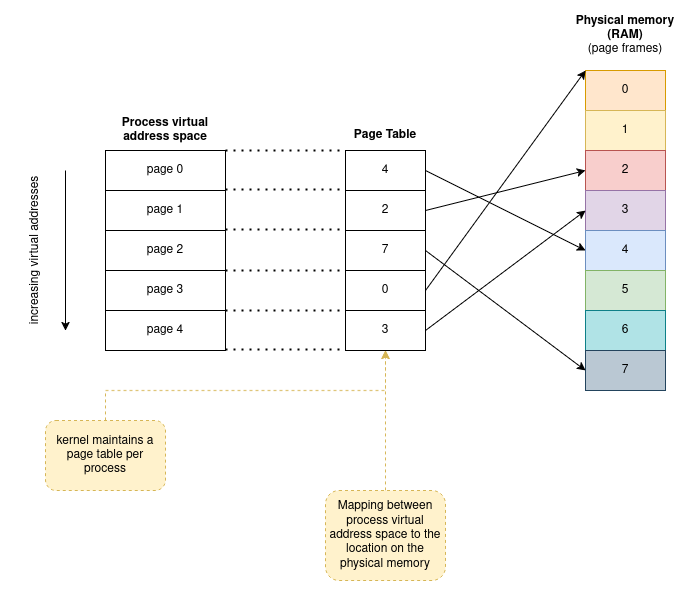 Physical memory
(RAM)
(page frames)
Process virtual
address space
Page Table
increasing virtual addresses
page 0
page 1
page 2
page 3
page 4
4
2
7
0
3
0
1
2
3
4
5
6
7
kernel maintains a
page table per
process
Mapping between
process virtual
address space to the
location on the
physical memory